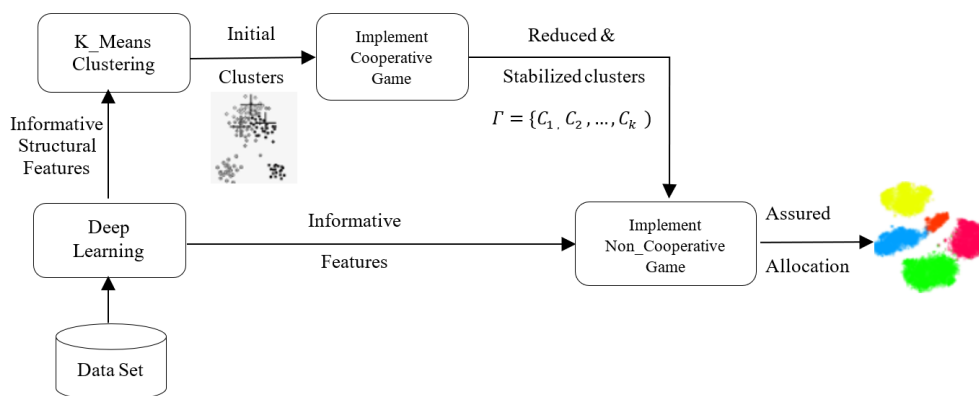 K_Means
Clustering
Initial
Clusters
Implement
Cooperative
Game
Reduced &
Stabilized clusters
Γ = {C₁, C₂ , …, Cₖ )
Informative
Structural
Features
Deep
Learning
Informative
Features
Implement
Non_Cooperative
Game
Assured
Allocation
Data Set